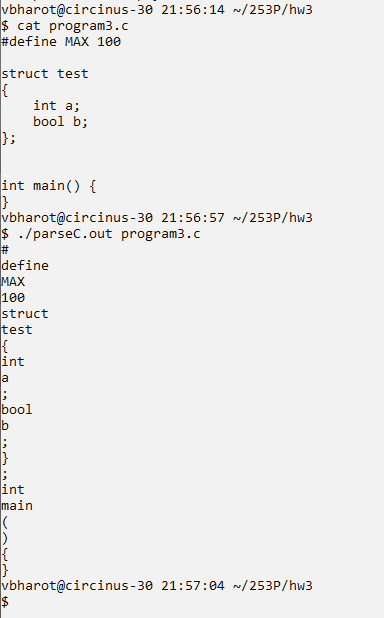 vbharot@circinus-30 21:56:14 ~/253P/hw3
$ cat program3.c
#define MAX 100
struct test
{
    int a;
    bool b;
};
int main() {
}
vbharot@circinus-30 21:56:57 ~/253P/hw3
$ ./parseC.out program3.c
#
define
MAX
100
struct
test
{
int
a
;
bool
b
;
}
;
int
main
(
)
{
}
vbharot@circinus-30 21:57:04 ~/253P/hw3
$